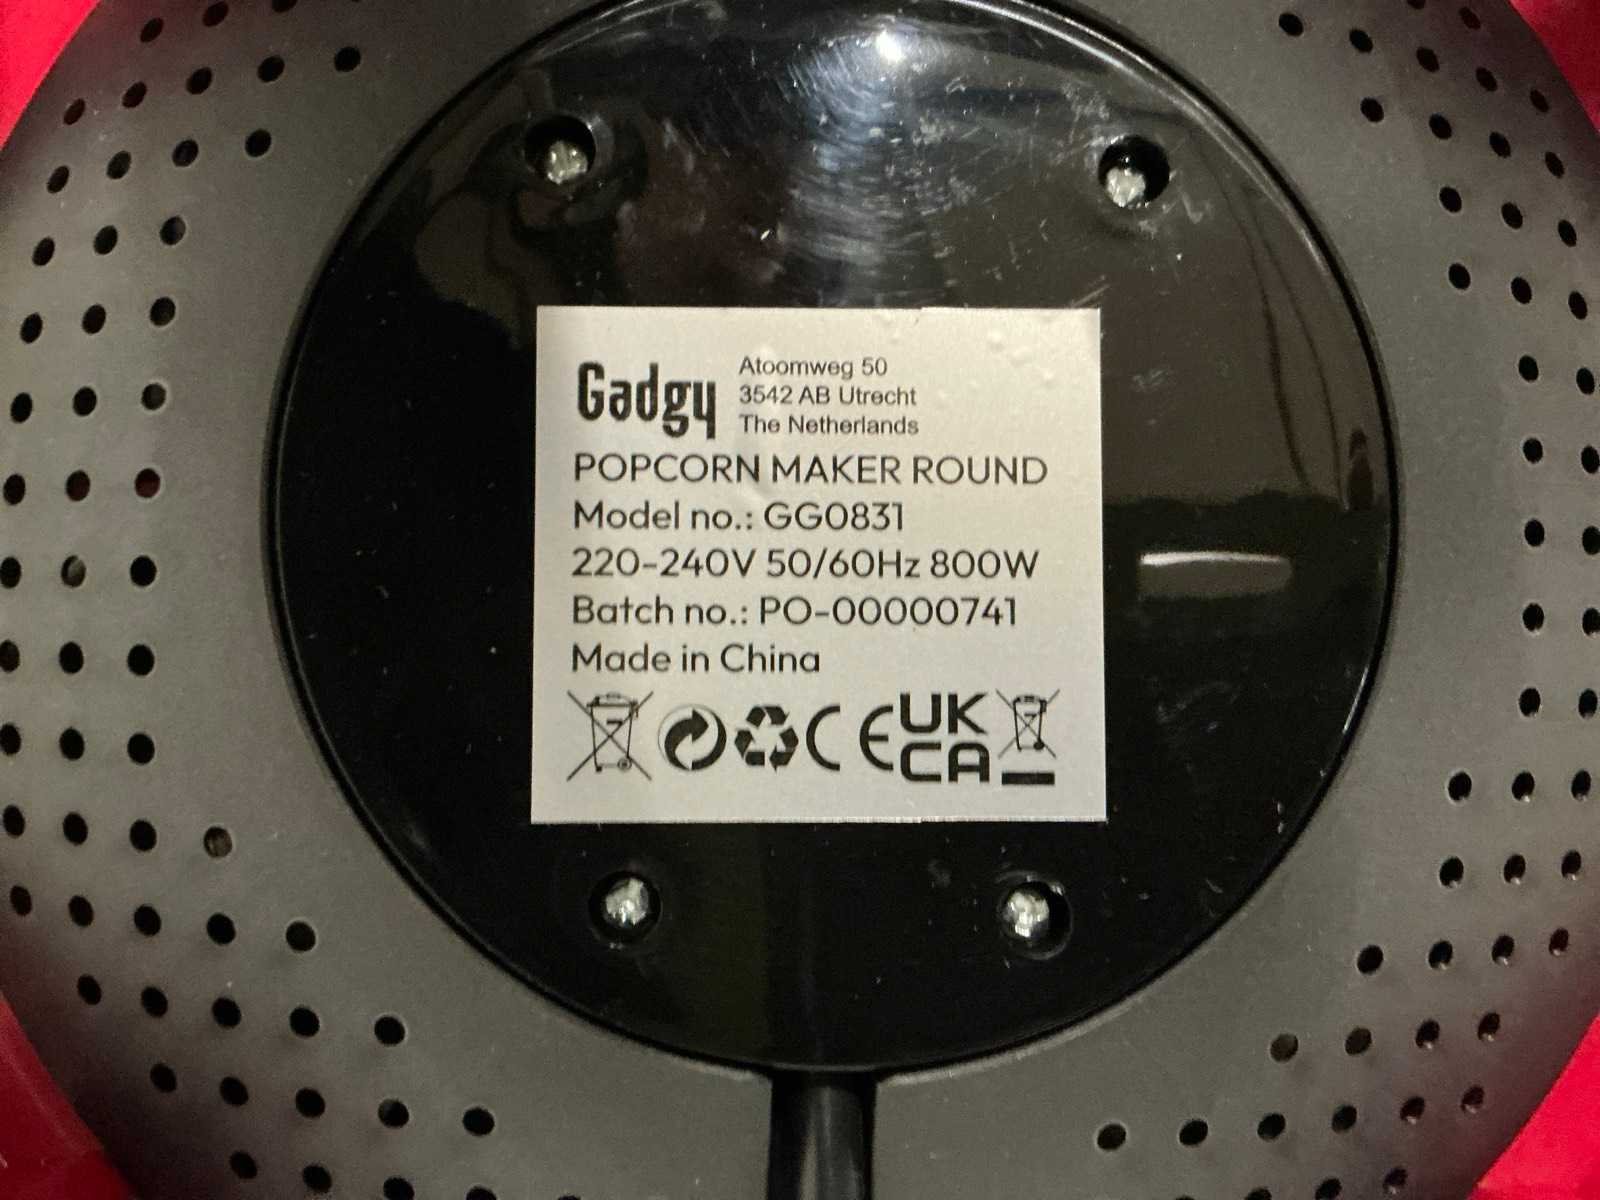 Gadgy
Atoomweg 50
3542 AB Utrecht
The Netherlands
POPCORN MAKER ROUND
Model no.: GG0831
220-240V 50/60Hz 800W
Batch no.: PO-00000741
Made in China
CE UK
CA